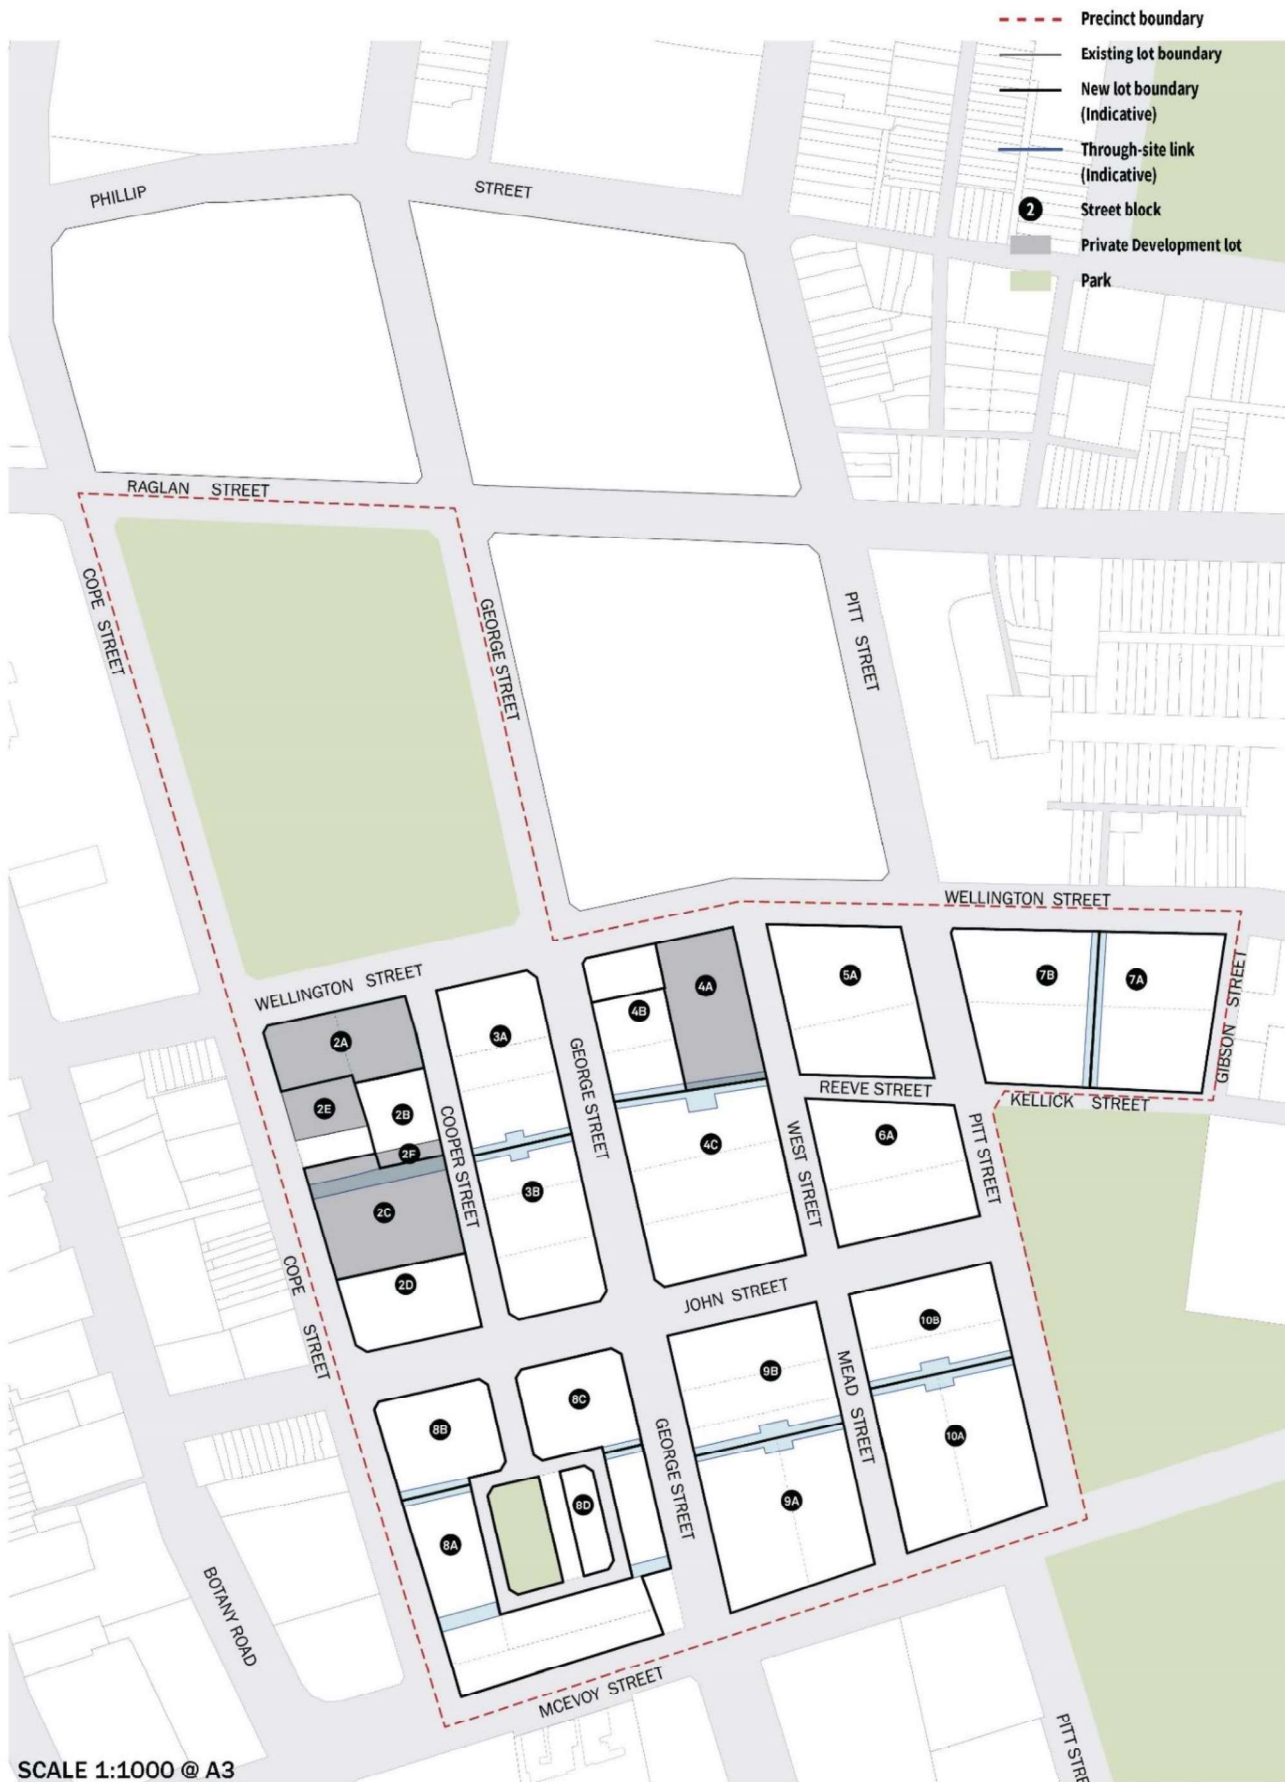 Precinct boundary
Existing lot boundary
New lot boundary
(Indicative)
Through-site link
(Indicative)
2
Street block
Private Development lot
Park
PHILLIP
STREET
RAGLAN STREET
COPE STREET
GEORGE STREET
PITT STREET
WELLINGTON STREET
WELLINGTON STREET
GIBSON STREET
7B
7A
5A
4A
4B
3A
2A
2E
2B
2F
2C
2D
COOPER STREET
GEORGE STREET
3B
4C
WEST STREET
REEVE STREET
KELLICK STREET
6A
PITT STREET
COPE STREET
JOHN STREET
10B
9B
MEAD STREET
8C
8B
10A
GEORGE STREET
9A
8D
8A
BOTANY ROAD
MCEVOY STREET
PITT STRE
SCALE 1:1000 @ A3